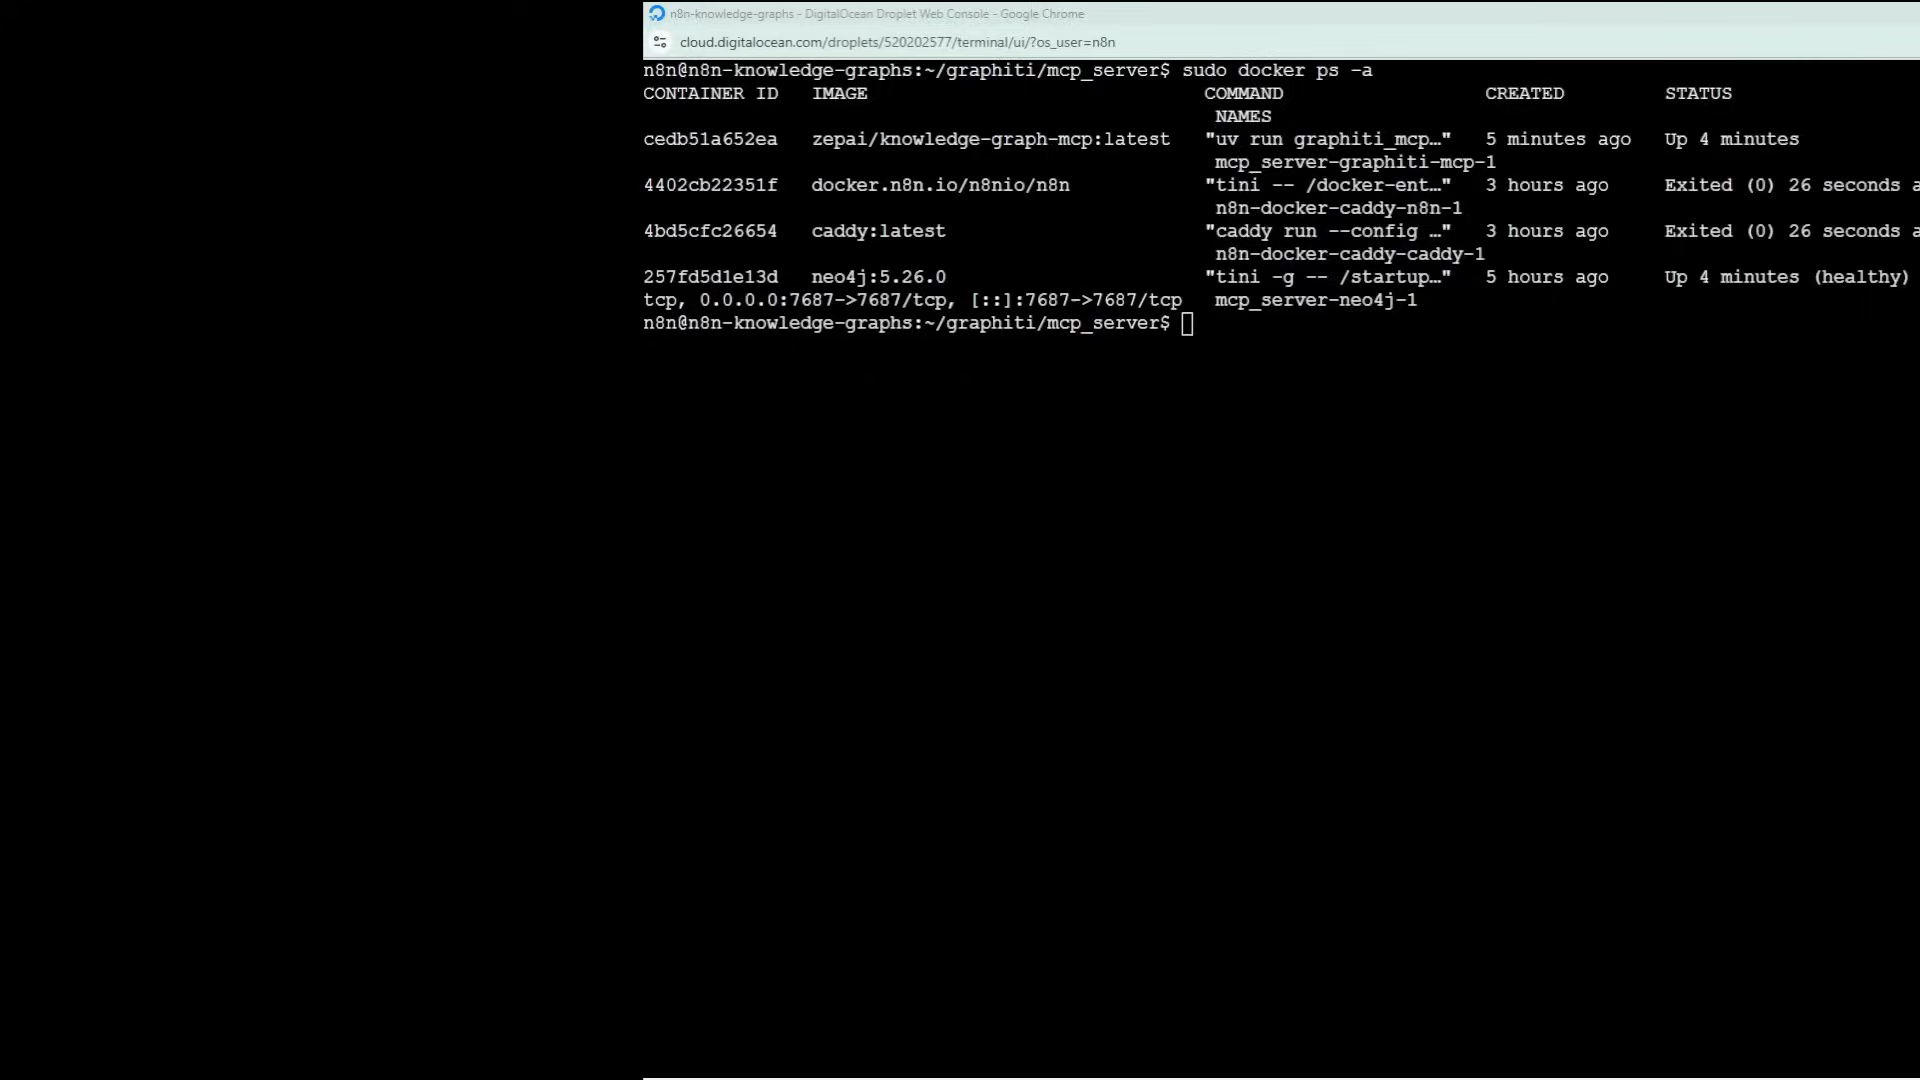 n8n-knowledge-graphs - DigitalOcean Droplet Web Console - Google Chrome
cloud.digitalocean.com/droplets/520202577/terminal/ui/?os_user=n8n
n8n@n8n-knowledge-graphs:~/graphiti/mcp_server$ sudo docker ps -a
CONTAINER ID   IMAGE   COMMAND   CREATED   STATUS
NAMES
cedb51a652ea   zepai/knowledge-graph-mcp:latest   "uv run graphiti_mcp…"   5 minutes ago   Up 4 minutes
mcp_server-graphiti-mcp-1
4402cb22351f   docker.n8n.io/n8nio/n8n   "tini -- /docker-ent…"   3 hours ago   Exited (0) 26 seconds a
n8n-docker-caddy-n8n-1
4bd5cfc26654   caddy:latest   "caddy run --config …"   3 hours ago   Exited (0) 26 seconds a
n8n-docker-caddy-caddy-1
257fd5d1e13d   neo4j:5.26.0   "tini -g -- /startup…"   5 hours ago   Up 4 minutes (healthy)
tcp, 0.0.0.0:7687->7687/tcp, [::]:7687->7687/tcp   mcp_server-neo4j-1
n8n@n8n-knowledge-graphs:~/graphiti/mcp_server$